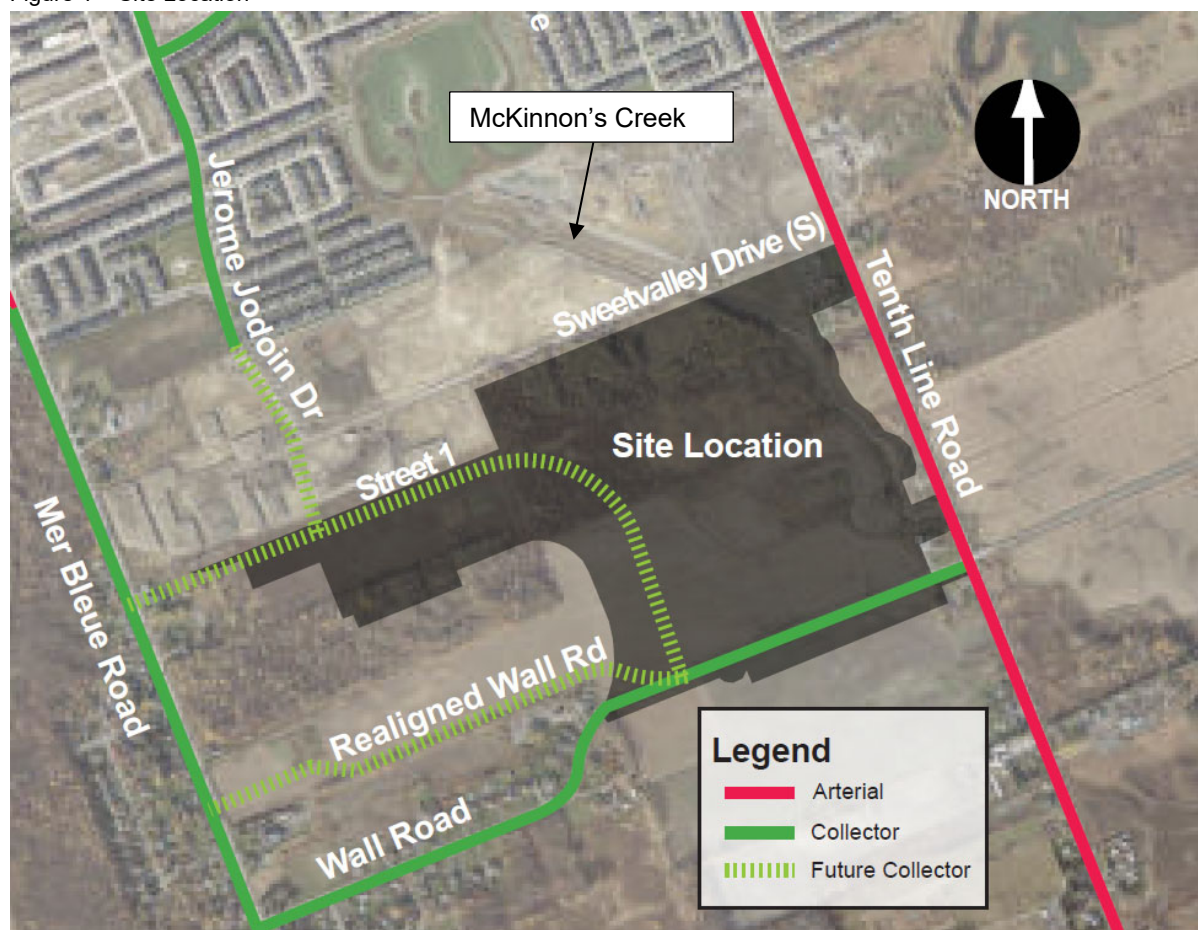 McKinnon's Creek
NORTH
Jerome Jodoin Dr
Sweetvalley Drive (S)
Tenth Line Road
Site Location
Street 1
Mer Bleue Road
Realigned Wall Rd
Wall Road
Legend
Arterial
Collector
Future Collector